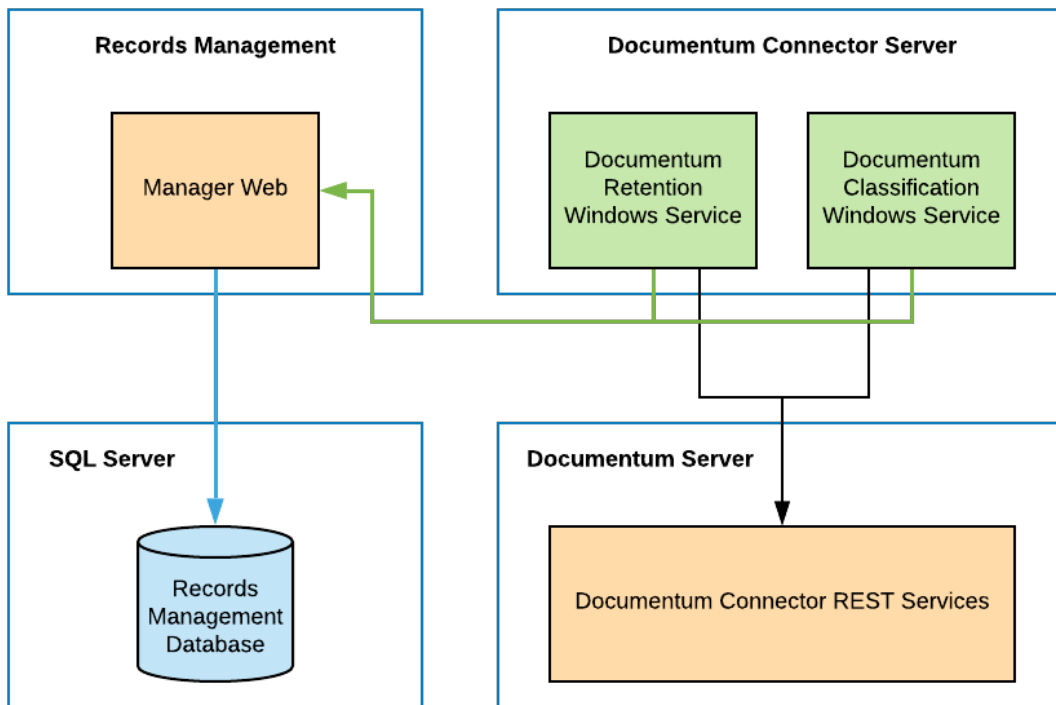 Records Management
Documentum Connector Server
Manager Web
Documentum
Retention
Windows Service
Documentum
Classification
Windows Service
SQL Server
Documentum Server
Records
Management
Database
Documentum Connector REST Services